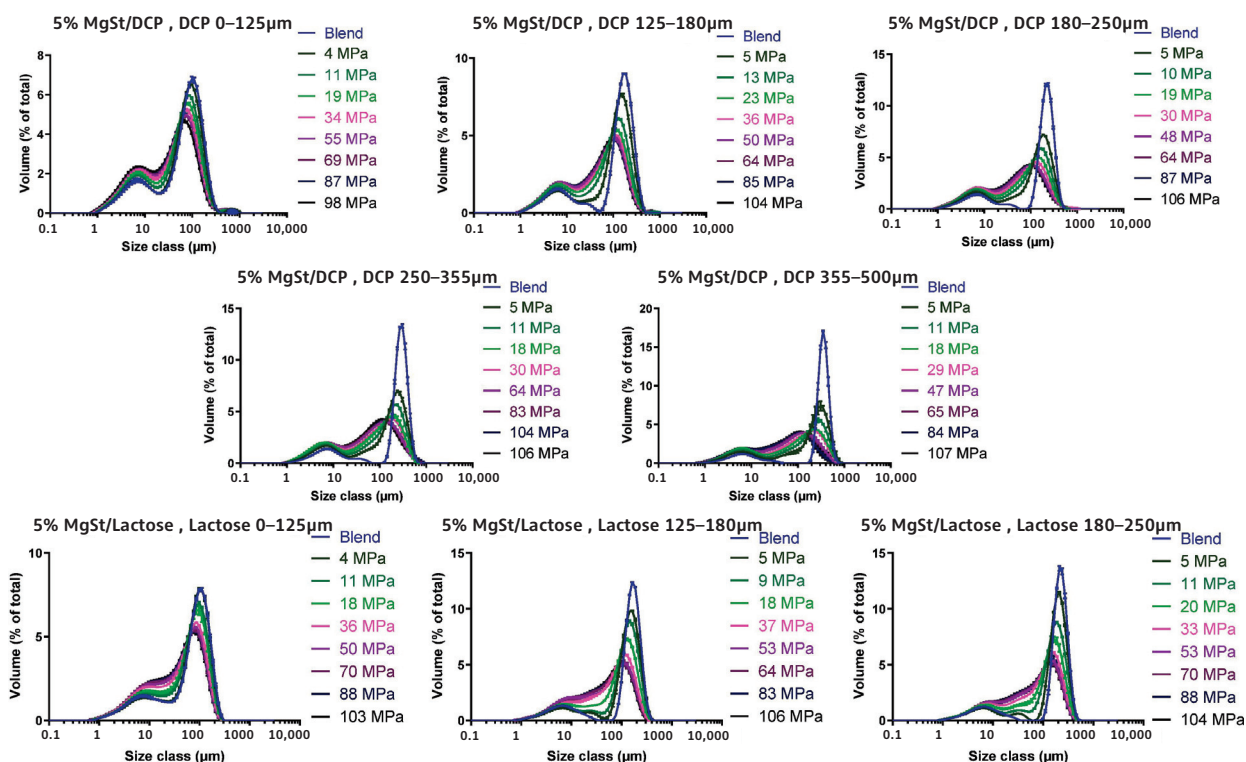 5% MgSt/DCP , DCP 0–125µm
Volume (% of total)
8
6
4
2
0
0.1 1 10 100 1000 10,000
Size class (µm)
Blend
4 MPa
11 MPa
19 MPa
34 MPa
55 MPa
69 MPa
87 MPa
98 MPa
5% MgSt/DCP , DCP 125–180µm
Volume (% of total)
10
5
0
0.1 1 10 100 1000 10,000
Size class (µm)
Blend
5 MPa
13 MPa
23 MPa
36 MPa
50 MPa
64 MPa
85 MPa
104 MPa
5% MgSt/DCP , DCP 180–250µm
Volume (% of total)
15
10
5
0
0.1 1 10 100 1000 10,000
Size class (µm)
Blend
5 MPa
10 MPa
19 MPa
30 MPa
48 MPa
64 MPa
87 MPa
106 MPa
5% MgSt/DCP , DCP 250–355µm
Volume (% of total)
15
10
5
0
0.1 1 10 100 1000 10,000
Size class (µm)
Blend
5 MPa
11 MPa
18 MPa
30 MPa
64 MPa
83 MPa
104 MPa
106 MPa
5% MgSt/DCP , DCP 355–500µm
Volume (% of total)
20
15
10
5
0
0.1 1 10 100 1000 10,000
Size class (µm)
Blend
5 MPa
11 MPa
18 MPa
29 MPa
47 MPa
65 MPa
84 MPa
107 MPa
5% MgSt/Lactose , Lactose 0–125µm
Volume (% of total)
10
5
0
0.1 1 10 100 1000 10,000
Size class (µm)
Blend
4 MPa
11 MPa
18 MPa
36 MPa
50 MPa
70 MPa
88 MPa
103 MPa
5% MgSt/Lactose , Lactose 125–180µm
Volume (% of total)
15
10
5
0
0.1 1 10 100 1000 10,000
Size class (µm)
Blend
5 MPa
9 MPa
18 MPa
37 MPa
53 MPa
64 MPa
83 MPa
106 MPa
5% MgSt/Lactose , Lactose 180–250µm
Volume (% of total)
15
10
5
0
0.1 1 10 100 1000 10,000
Size class (µm)
Blend
5 MPa
11 MPa
20 MPa
33 MPa
53 MPa
70 MPa
88 MPa
104 MPa